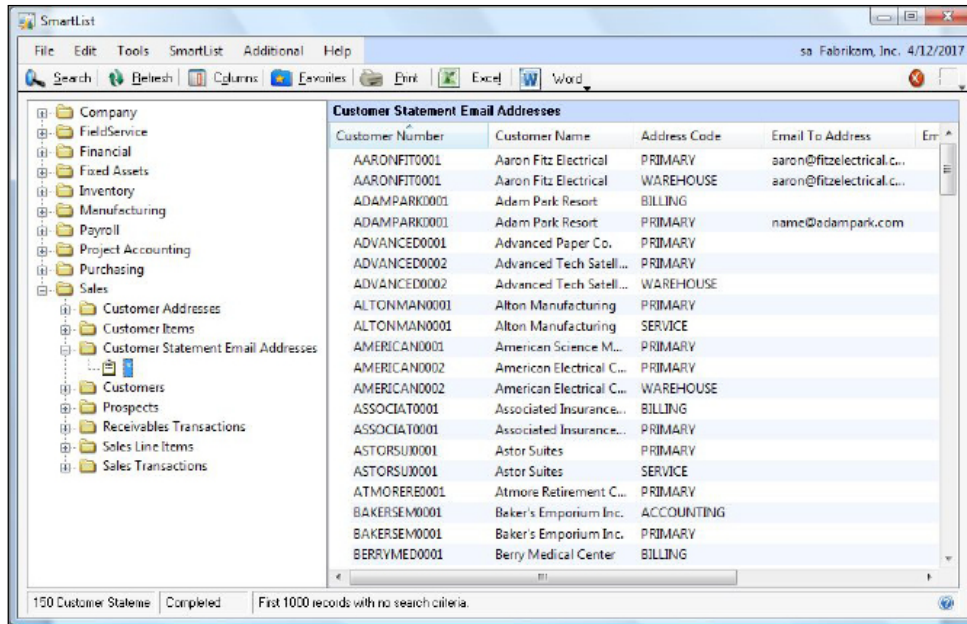 SmartList
File Edit Tools SmartList Additional Help sa Fabrikam, Inc. 4/12/2017
Search Refresh Columns Favorites Print Excel Word
Company
FieldService
Financial
Fixed Assets
Inventory
Manufacturing
Payroll
Project Accounting
Purchasing
Sales
Customer Addresses
Customer Items
Customer Statement Email Addresses
*
Customers
Prospects
Receivables Transactions
Sales Line Items
Sales Transactions
Customer Statement Email Addresses
Customer Number Customer Name Address Code Email To Address Em
AARONFIT0001 Aaron Fitz Electrical PRIMARY aaron@fitzelectrical.c...
AARONFIT0001 Aaron Fitz Electrical WAREHOUSE aaron@fitzelectrical.c...
ADAMPARK0001 Adam Park Resort BILLING
ADAMPARK0001 Adam Park Resort PRIMARY name@adampark.com
ADVANCED0001 Advanced Paper Co. PRIMARY
ADVANCED0002 Advanced Tech Satell... PRIMARY
ADVANCED0002 Advanced Tech Satell... WAREHOUSE
ALTONMAN0001 Alton Manufacturing PRIMARY
ALTONMAN0001 Alton Manufacturing SERVICE
AMERICAN0001 American Science M... PRIMARY
AMERICAN0002 American Electrical C... PRIMARY
AMERICAN0002 American Electrical C... WAREHOUSE
ASSOCIAT0001 Associated Insurance... BILLING
ASSOCIAT0001 Associated Insurance... PRIMARY
ASTORSUI0001 Astor Suites PRIMARY
ASTORSUI0001 Astor Suites SERVICE
ATMORERE0001 Atmore Retirement C... PRIMARY
BAKERSEM0001 Baker's Emporium Inc. ACCOUNTING
BAKERSEM0001 Baker's Emporium Inc. PRIMARY
BERRYMED0001 Berry Medical Center BILLING
150 Customer Stateme Completed First 1000 records with no search criteria.